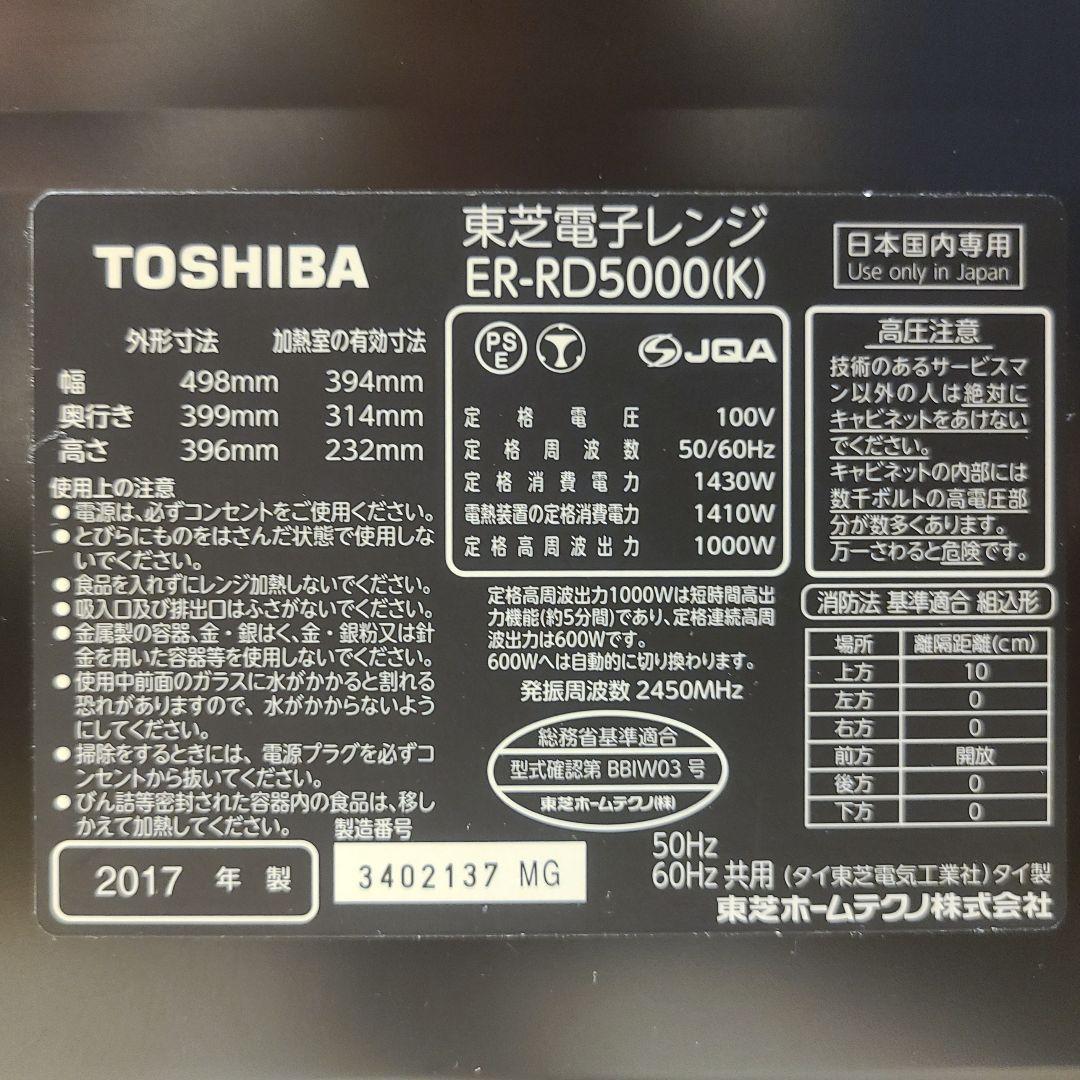 TOSHIBA
東芝電子レンジ
ER-RD5000(K)
日本国内専用
Use only in Japan
外形寸法 加熱室の有効寸法
幅 498mm 394mm
奥行き 399mm 314mm
高さ 396mm 232mm
使用上の注意
●電源は、必ずコンセントをご使用ください。
●とびらにものをはさんだ状態で使用しな
いでください。
●食品を入れずにレンジ加熱しないでください。
●吸入口及び排出口はふさがないでください。
●金属製の容器、金・銀はく、金・銀粉又は針
金を用いた容器等を使用しないでください。
●使用中前面のガラスに水がかかると割れる
恐れがありますので、水がかからないよう
にしてください。
●掃除をするときには、電源プラグを必ずコ
ンセントから抜いてください。
●びん詰等密封された容器内の食品は、移し
かえて加熱してください。
2017 年 製
製造番号
3402137 MG
PS
E
JQA
定格電圧 100V
定格周波数 50/60Hz
定格消費電力 1430W
電熱装置の定格消費電力 1410W
定格高周波出力 1000W
定格高周波出力1000Wは短時間高出
力機能(約5分間)であり、定格連続高周
波出力は600Wです。
600Wへは自動的に切り換わります。
発振周波数 2450MHz
総務省基準適合
型式確認第 BBIW03 号
東芝ホームテクノ(株)
高圧注意
技術のあるサービスマ
ン以外の人は絶対に
キャビネットをあけない
でください。
キャビネットの内部には
数千ボルトの高電圧部
分が数多くあります。
万一さわると危険です。
消防法 基準適合 組込形
場所 離隔距離(cm)
上方 10
左方 0
右方 0
前方 開放
後方 0
下方 0
50Hz
60Hz 共用 (タイ東芝電気工業社)タイ製
東芝ホームテクノ株式会社